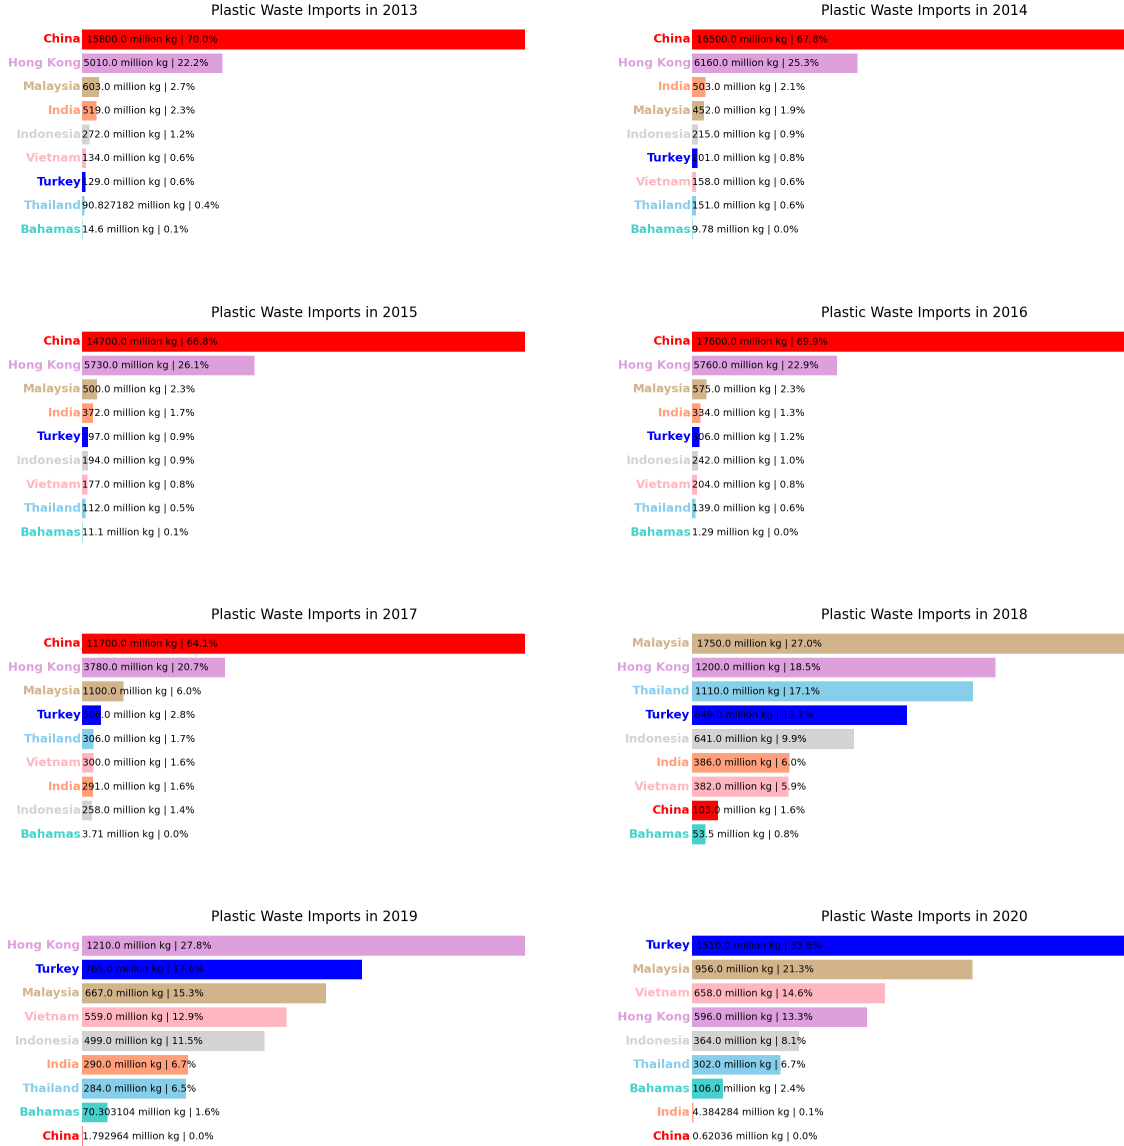 Plastic Waste Imports in 2013
China 15800.0 million kg | 70.0%
Hong Kong 5010.0 million kg | 22.2%
Malaysia 603.0 million kg | 2.7%
India 519.0 million kg | 2.3%
Indonesia 272.0 million kg | 1.2%
Vietnam 134.0 million kg | 0.6%
Turkey 129.0 million kg | 0.6%
Thailand 90.827182 million kg | 0.4%
Bahamas 14.6 million kg | 0.1%
Plastic Waste Imports in 2014
China 16500.0 million kg | 67.8%
Hong Kong 6160.0 million kg | 25.3%
India 503.0 million kg | 2.1%
Malaysia 452.0 million kg | 1.9%
Indonesia 215.0 million kg | 0.9%
Turkey 201.0 million kg | 0.8%
Vietnam 158.0 million kg | 0.6%
Thailand 151.0 million kg | 0.6%
Bahamas 9.78 million kg | 0.0%
Plastic Waste Imports in 2015
China 14700.0 million kg | 66.8%
Hong Kong 5730.0 million kg | 26.1%
Malaysia 500.0 million kg | 2.3%
India 372.0 million kg | 1.7%
Turkey 197.0 million kg | 0.9%
Indonesia 194.0 million kg | 0.9%
Vietnam 177.0 million kg | 0.8%
Thailand 112.0 million kg | 0.5%
Bahamas 11.1 million kg | 0.1%
Plastic Waste Imports in 2016
China 17600.0 million kg | 69.9%
Hong Kong 5760.0 million kg | 22.9%
Malaysia 575.0 million kg | 2.3%
India 334.0 million kg | 1.3%
Turkey 306.0 million kg | 1.2%
Indonesia 242.0 million kg | 1.0%
Vietnam 204.0 million kg | 0.8%
Thailand 139.0 million kg | 0.6%
Bahamas 1.29 million kg | 0.0%
Plastic Waste Imports in 2017
China 11700.0 million kg | 64.1%
Hong Kong 3780.0 million kg | 20.7%
Malaysia 1100.0 million kg | 6.0%
Turkey 506.0 million kg | 2.8%
Thailand 306.0 million kg | 1.7%
Vietnam 300.0 million kg | 1.6%
India 291.0 million kg | 1.6%
Indonesia 258.0 million kg | 1.4%
Bahamas 3.71 million kg | 0.0%
Plastic Waste Imports in 2018
Malaysia 1750.0 million kg | 27.0%
Hong Kong 1200.0 million kg | 18.5%
Thailand 1110.0 million kg | 17.1%
Turkey 849.0 million kg | 13.1%
Indonesia 641.0 million kg | 9.9%
India 386.0 million kg | 6.0%
Vietnam 382.0 million kg | 5.9%
China 103.0 million kg | 1.6%
Bahamas 53.5 million kg | 0.8%
Plastic Waste Imports in 2019
Hong Kong 1210.0 million kg | 27.8%
Turkey 765.0 million kg | 17.6%
Malaysia 667.0 million kg | 15.3%
Vietnam 559.0 million kg | 12.9%
Indonesia 499.0 million kg | 11.5%
India 290.0 million kg | 6.7%
Thailand 284.0 million kg | 6.5%
Bahamas 70.303104 million kg | 1.6%
China 1.792964 million kg | 0.0%
Plastic Waste Imports in 2020
Turkey 1510.0 million kg | 33.6%
Malaysia 956.0 million kg | 21.3%
Vietnam 658.0 million kg | 14.6%
Hong Kong 596.0 million kg | 13.3%
Indonesia 364.0 million kg | 8.1%
Thailand 302.0 million kg | 6.7%
Bahamas 106.0 million kg | 2.4%
India 4.384284 million kg | 0.1%
China 0.62036 million kg | 0.0%